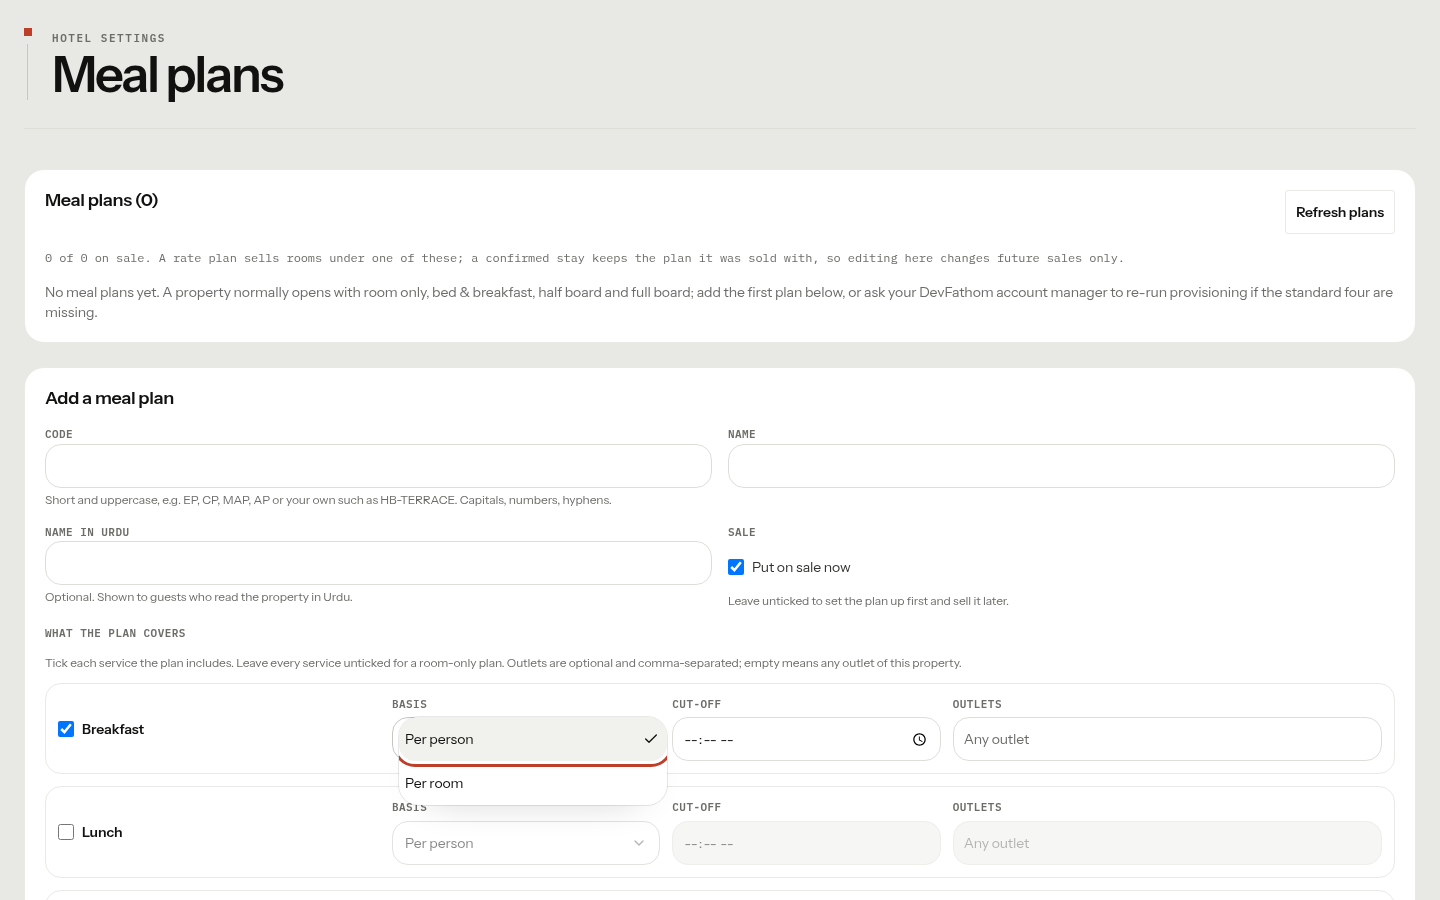 HOTEL SETTINGS
Meal plans
Meal plans (0)
Refresh plans
0 of 0 on sale. A rate plan sells rooms under one of these; a confirmed stay keeps the plan it was sold with, so editing here changes future sales only.
No meal plans yet. A property normally opens with room only, bed & breakfast, half board and full board; add the first plan below, or ask your DevFathom account manager to re-run provisioning if the standard four are
missing.
Add a meal plan
CODE
NAME
Short and uppercase, e.g. EP, CP, MAP, AP or your own such as HB-TERRACE. Capitals, numbers, hyphens.
NAME IN URDU
SALE
Put on sale now
Optional. Shown to guests who read the property in Urdu.
Leave unticked to set the plan up first and sell it later.
WHAT THE PLAN COVERS
Tick each service the plan includes. Leave every service unticked for a room-only plan. Outlets are optional and comma-separated; empty means any outlet of this property.
BASIS
CUT-OFF
OUTLETS
Breakfast
Per person
--:-- --
Any outlet
Per room
BASIS
CUT-OFF
OUTLETS
Lunch
Per person
--:-- --
Any outlet